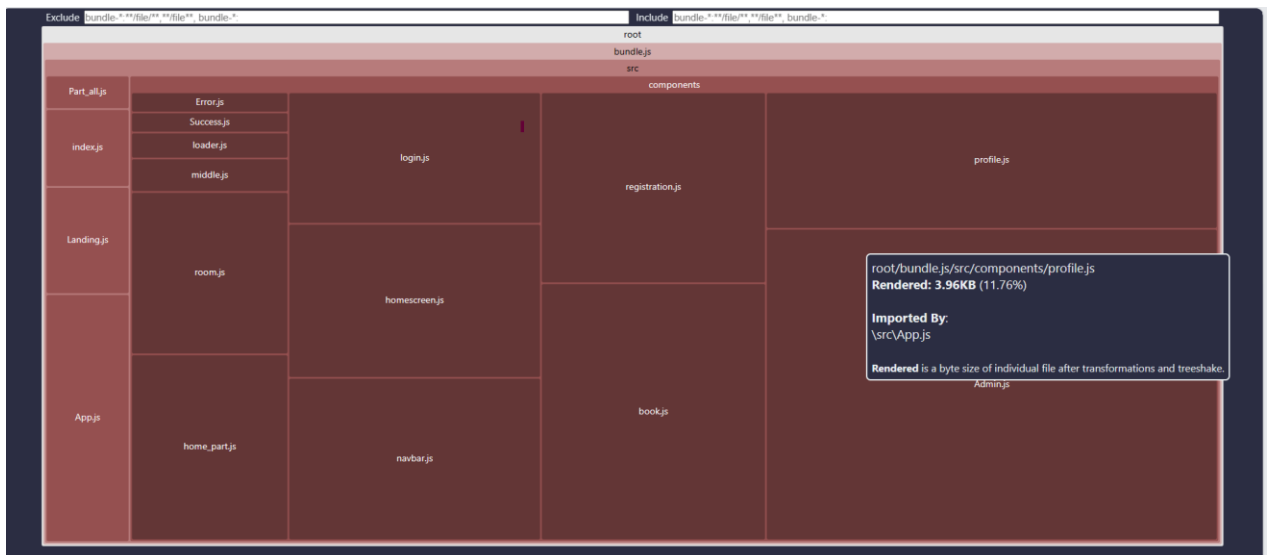 Exclude bundle-*:**/file/**,**/file**, bundle-*: Include bundle-*:**/file/**,**/file**, bundle-*:
root
bundle.js
src
Part_all.js
components
index.js
Landing.js
App.js
Error.js
Success.js
loader.js
middle.js
room.js
home_part.js
login.js
homescreen.js
navbar.js
registration.js
book.js
profile.js
root/bundle.js/src/components/profile.js
Rendered: 3.96KB (11.76%)
Imported By:
\src\App.js
Rendered is a byte size of individual file after transformations and treeshake.
Admin.js